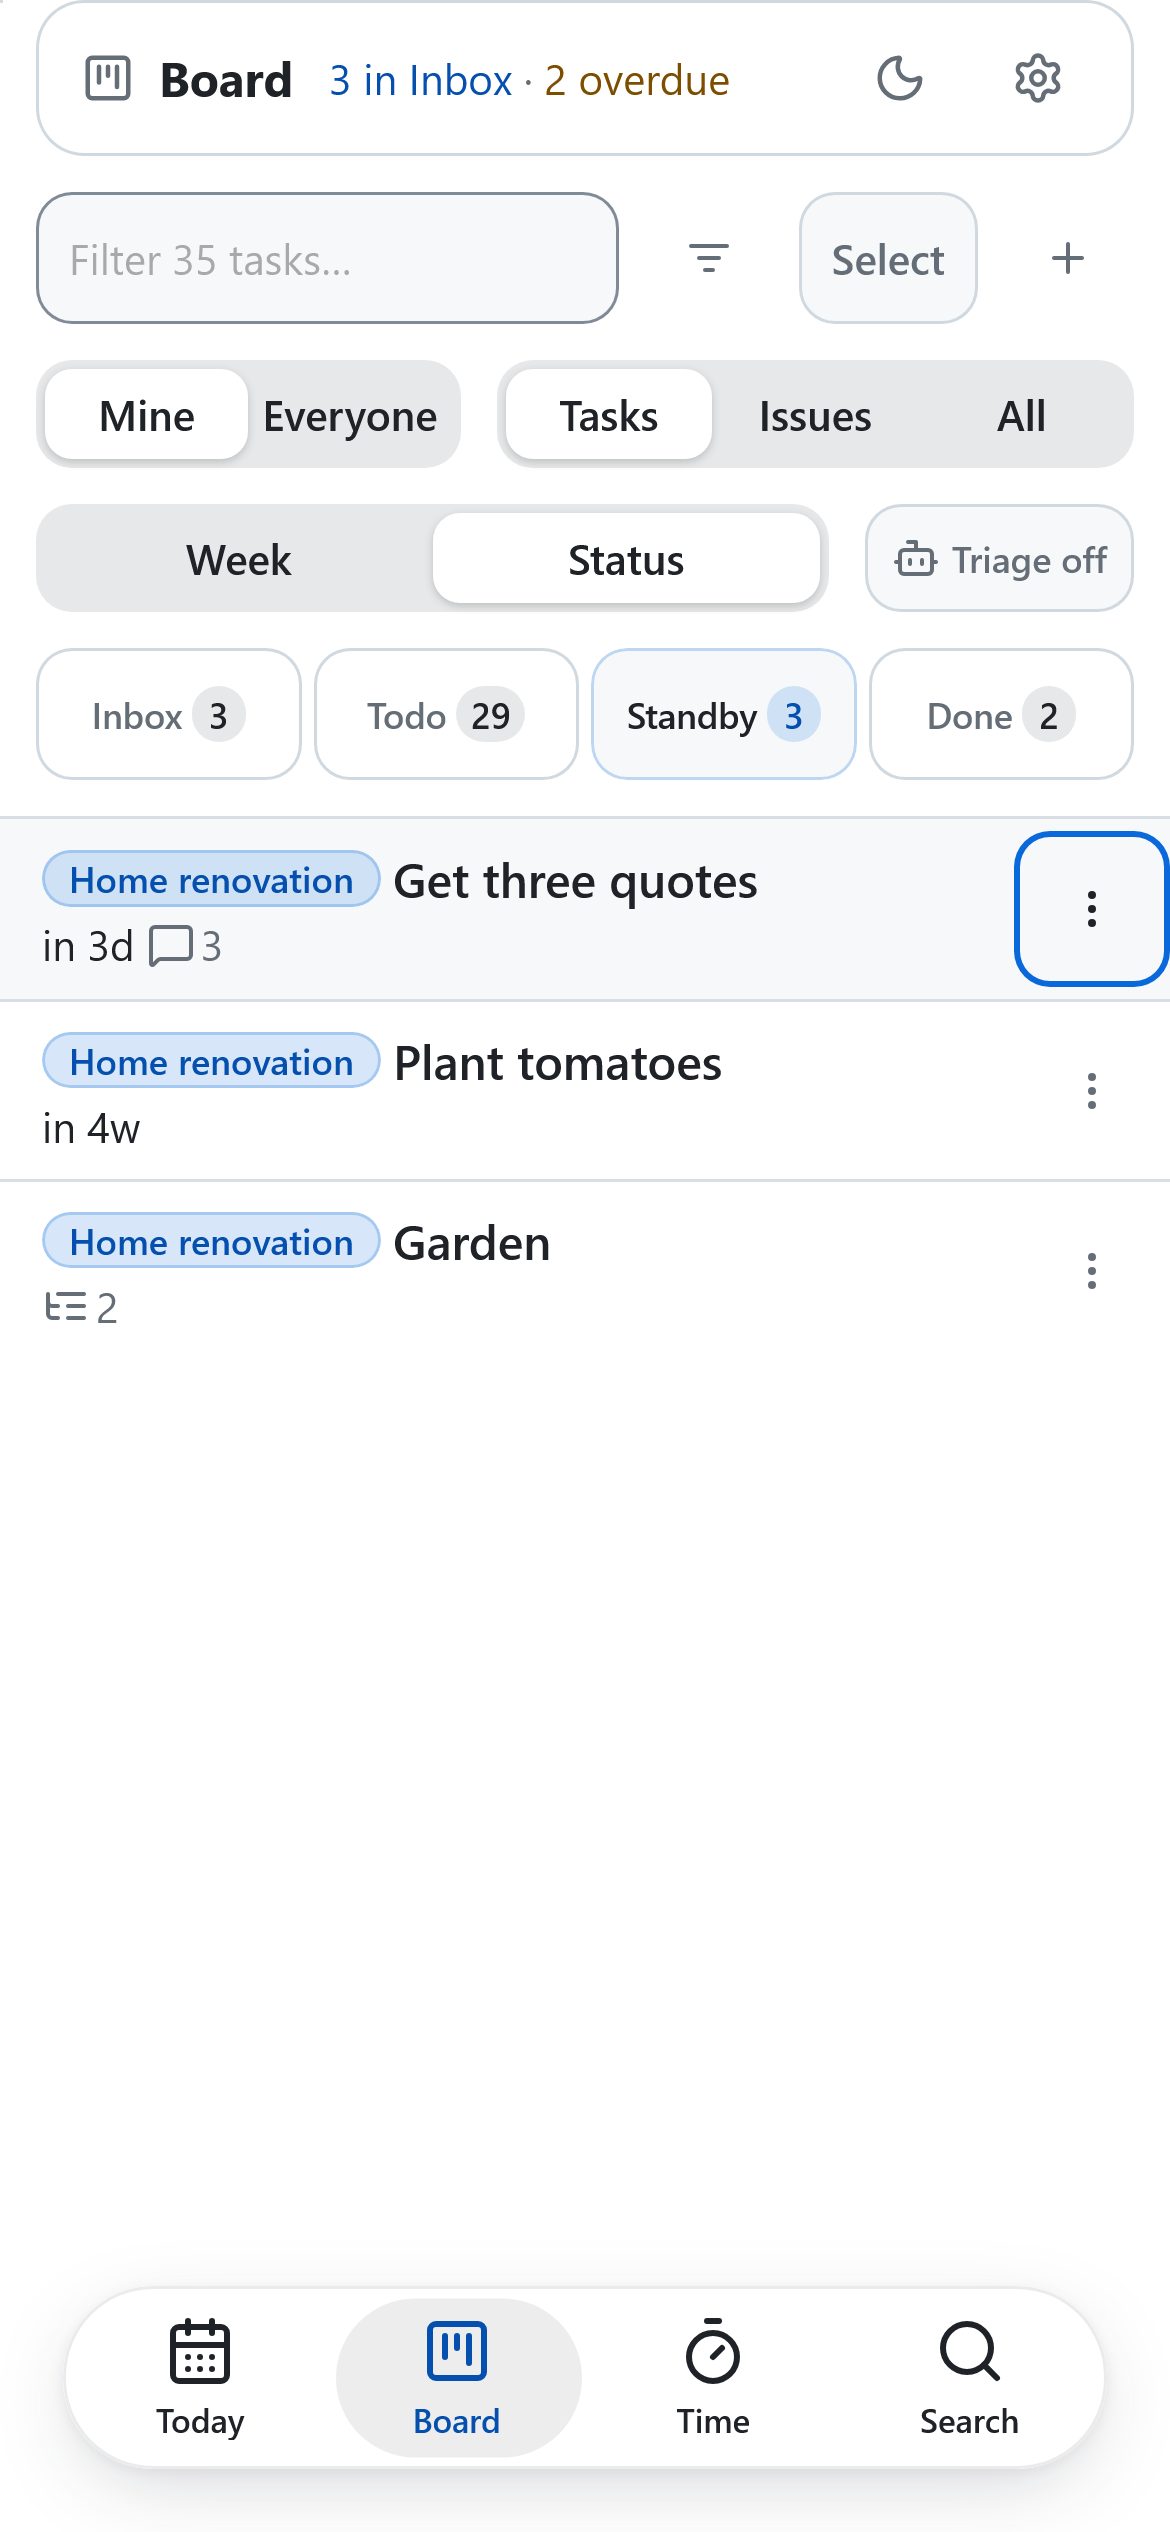 Board 3 in Inbox · 2 overdue
Filter 35 tasks... Select
Mine Everyone Tasks Issues All
Week Status Triage off
Inbox 3 Todo 29 Standby 3 Done 2
Home renovation Get three quotes
in 3d 3
Home renovation Plant tomatoes
in 4w
Home renovation Garden
2
Today Board Time Search